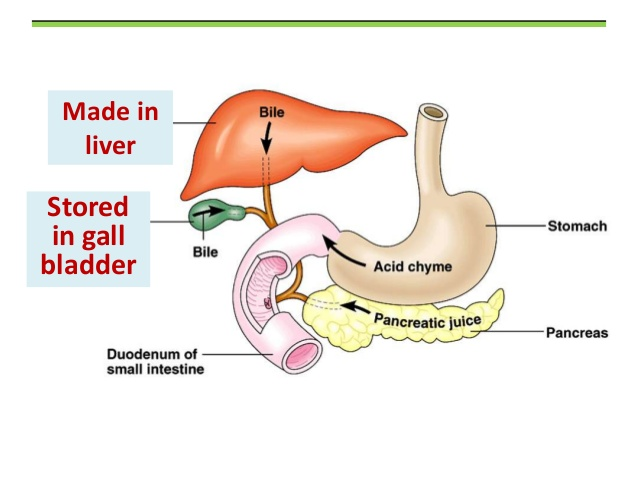 Made in
liver
Bile
Stored
in gall
bladder
Bile
Stomach
Acid chyme
Pancreatic juice
Pancreas
Duodenum of
small intestine